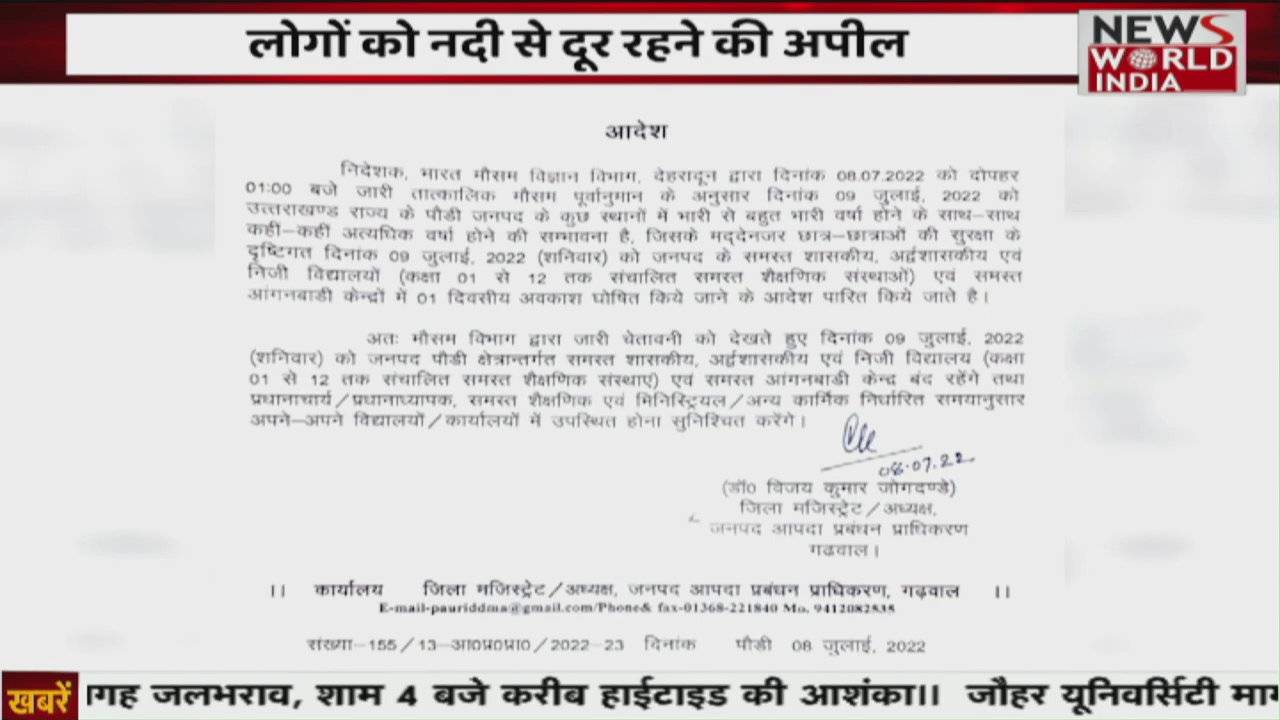 लोगों को नदी से दूर रहने की अपील
NEWS
WORLD
INDIA
आदेश
निदेशक, भारत मौसम विज्ञान विभाग, देहरादून द्वारा दिनांक 08.07.2022 को दोपहर
01:00 बजे जारी तात्कालिक मौसम पूर्वानुमान के अनुसार दिनांक 09 जुलाई, 2022 को
उत्तराखण्ड राज्य के पौडी जनपद के कुछ स्थानों में भारी से बहुत भारी वर्षा होने के साथ–साथ
कहीं–कहीं अत्यधिक वर्षा होने की सम्भावना है, जिसके मद्देनजर छात्र–छात्राओं की सुरक्षा के
दृष्टिगत दिनांक 09 जुलाई, 2022 (शनिवार) को जनपद के समस्त शासकीय, अर्द्वशासकीय एवं
निजी विद्यालयों (कक्षा 01 से 12 तक संचालित समस्त शैक्षणिक संस्थाओं) एवं समस्त
आंगनबाडी केन्द्रों में 01 दिवसीय अवकाश घोषित किये जाने के आदेश पारित किये जाते है।
अतः मौसम विभाग द्वारा जारी चेतावनी को देखते हुए दिनांक 09 जुलाई, 2022
(शनिवार) को जनपद पौडी क्षेत्रान्तर्गत समस्त शासकीय, अर्द्वशासकीय एवं निजी विद्यालय (कक्षा
01 से 12 तक संचालित समस्त शैक्षणिक संस्थाएं) एवं समस्त आंगनबाडी केन्द्र बंद रहेंगे तथा
प्रधानाचार्य/प्रधानाध्यापक, समस्त शैक्षणिक एवं मिनिस्ट्रियल/अन्य कार्मिक निर्धारित समयानुसार
अपने–अपने विद्यालयों/कार्यालयों में उपस्थित होना सुनिश्चित करेंगे।
08.07.22
(डॉ0 विजय कुमार जोगदण्डे)
जिला मजिस्ट्रेट/अध्यक्ष,
जनपद आपदा प्रबंधन प्राधिकरण
गढवाल।
।। कार्यालय जिला मजिस्ट्रेट/अध्यक्ष, जनपद आपदा प्रबंधन प्राधिकरण, गढ़वाल ।।
E-mail-pauriddma@gmail.com/Phone& fax-01368-221840 Mo. 9412082535
संख्या–155/13–आ0प्र0प्रा0/2022–23 दिनांक पौडी 08 जुलाई, 2022
खबरें
गह जलभराव, शाम 4 बजे करीब हाईटाइड की आशंका।। जौहर यूनिवर्सिटी मा